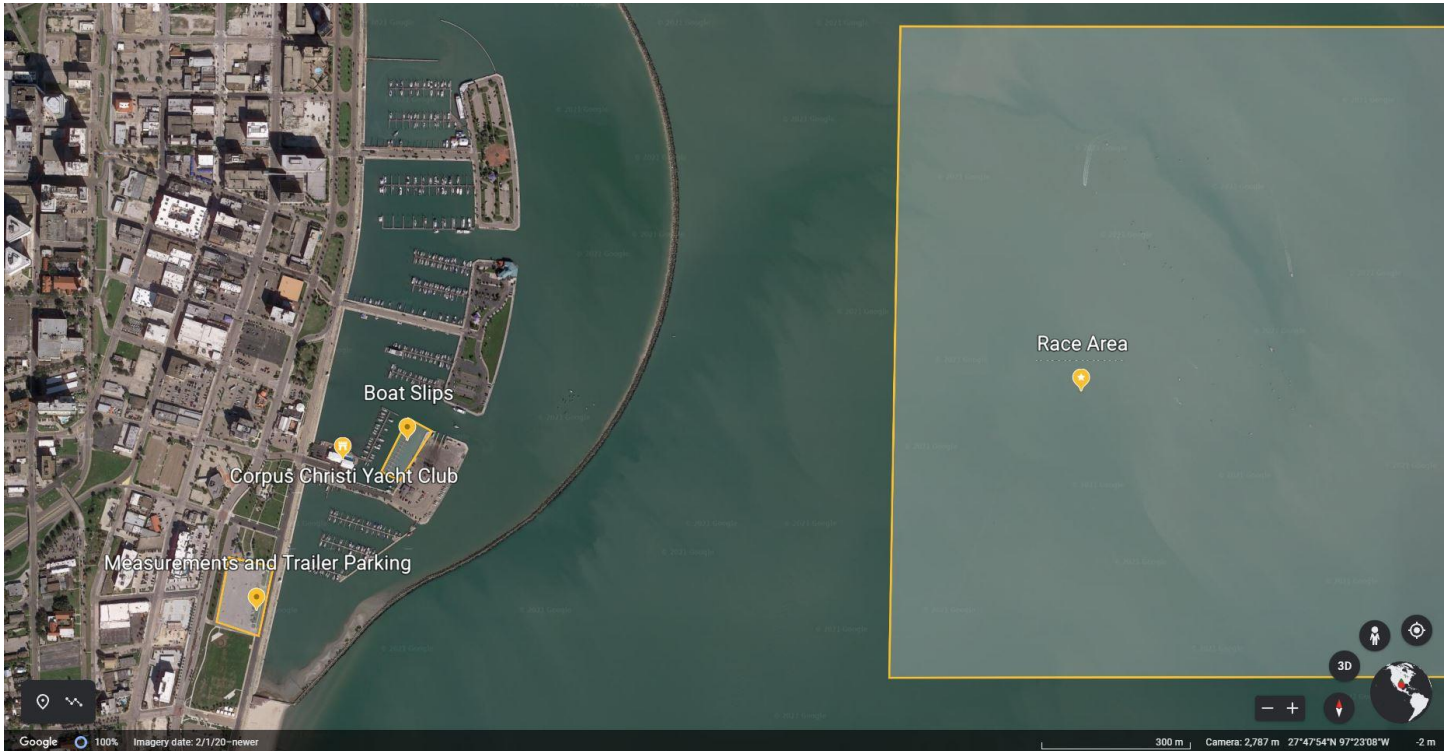 Race Area
Boat Slips
Corpus Christi Yacht Club
Measurements and Trailer Parking
3D
Google 100% Imagery date: 2/1/20-newer 300 m Camera: 2,787 m 27°47'54"N 97°23'08"W -2 m